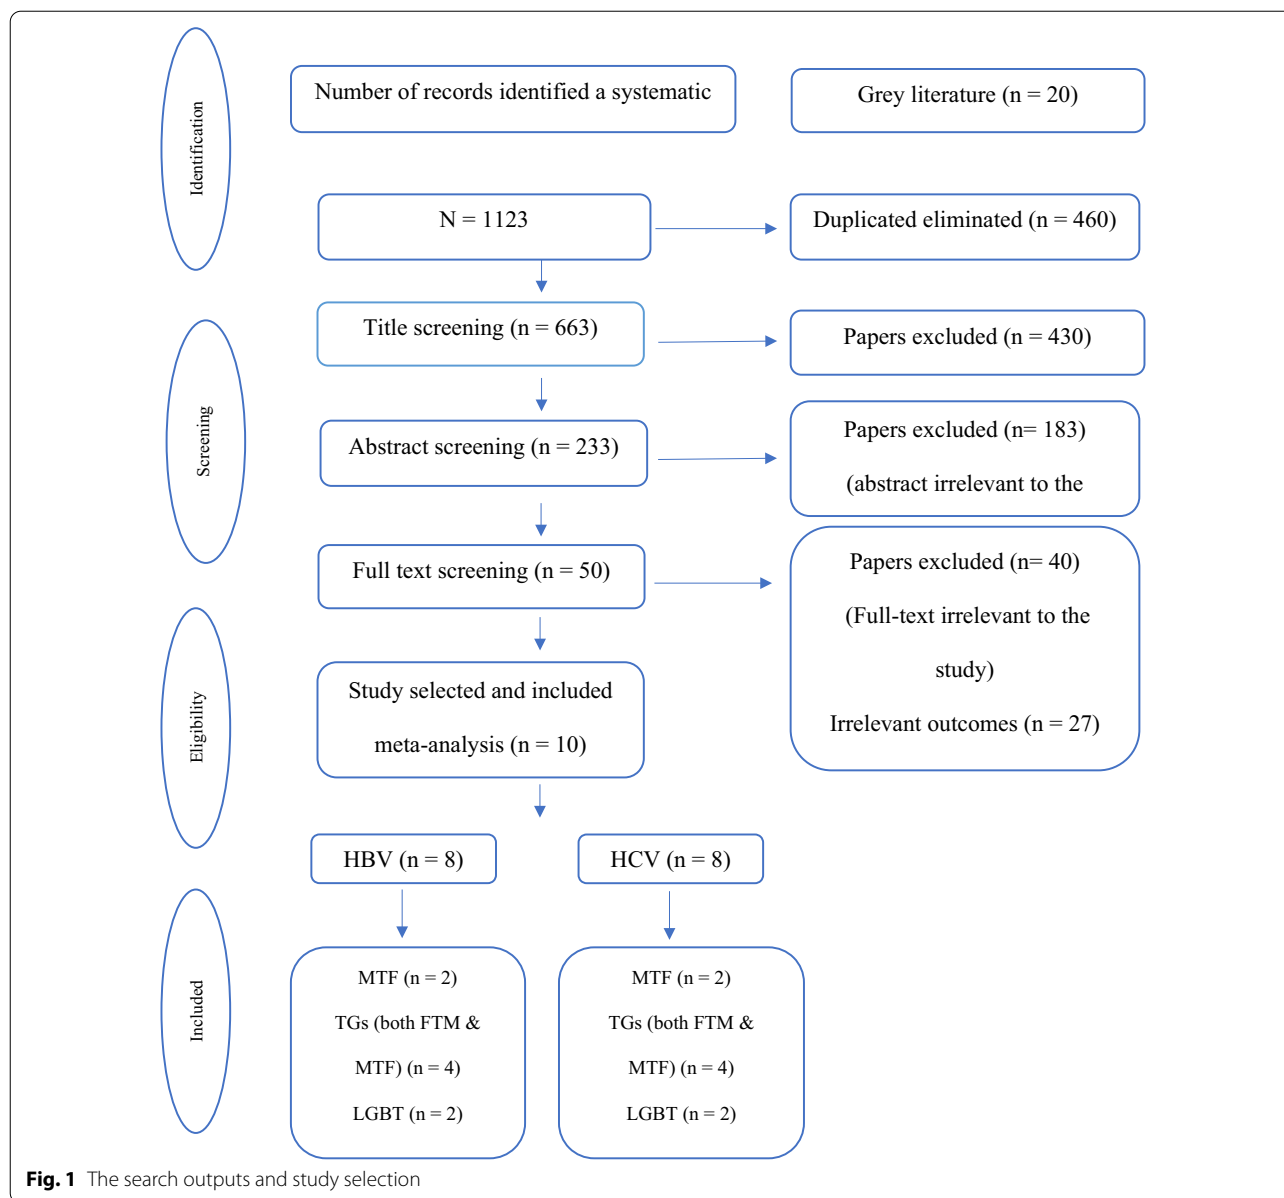 Identification
Number of records identified a systematic
Grey literature (n = 20)
N = 1123
Duplicated eliminated (n = 460)
Screening
Title screening (n = 663)
Papers excluded (n = 430)
Abstract screening (n = 233)
Papers excluded (n= 183)
(abstract irrelevant to the
Full text screening (n = 50)
Papers excluded (n= 40)
(Full-text irrelevant to the
study)
Irrelevant outcomes (n = 27)
Eligibility
Study selected and included
meta-analysis (n = 10)
HBV (n = 8)
HCV (n = 8)
Included
MTF (n = 2)
TGs (both FTM &
MTF) (n = 4)
LGBT (n = 2)
MTF (n = 2)
TGs (both FTM &
MTF) (n = 4)
LGBT (n = 2)
Fig. 1 The search outputs and study selection